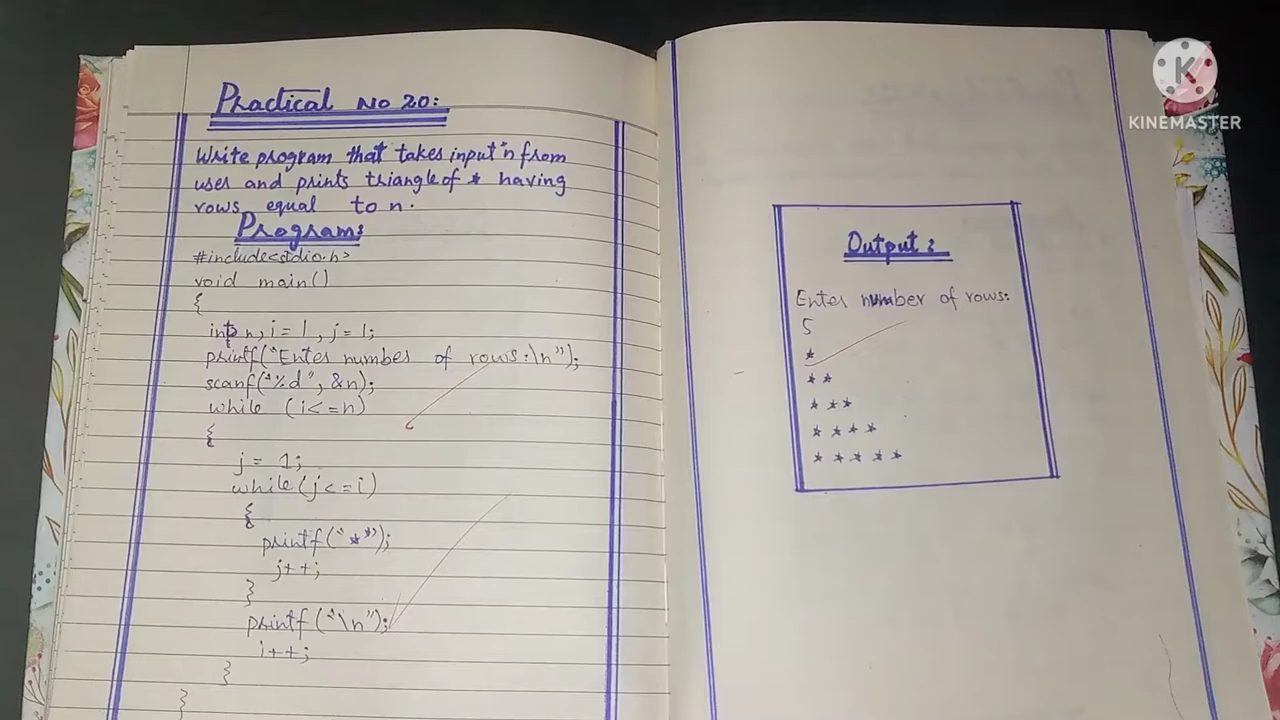 Practical No 20:
Write program that takes input "n from
user and prints triangle of * having
rows equal to n.
Program:
#include<stdio.h>
void main()
{
int n, i = 1, j = 1;
printf("Enter number of rows:\n");
scanf("%d", &n);
while (i<=n)
{
j = 1;
while(j<=i)
{
printf("*");
j++;
}
printf("\n");
i++;
}
}
Output:
Enter number of rows:
5
*
* *
* * *
* * * *
* * * * *
K
KINEMASTER